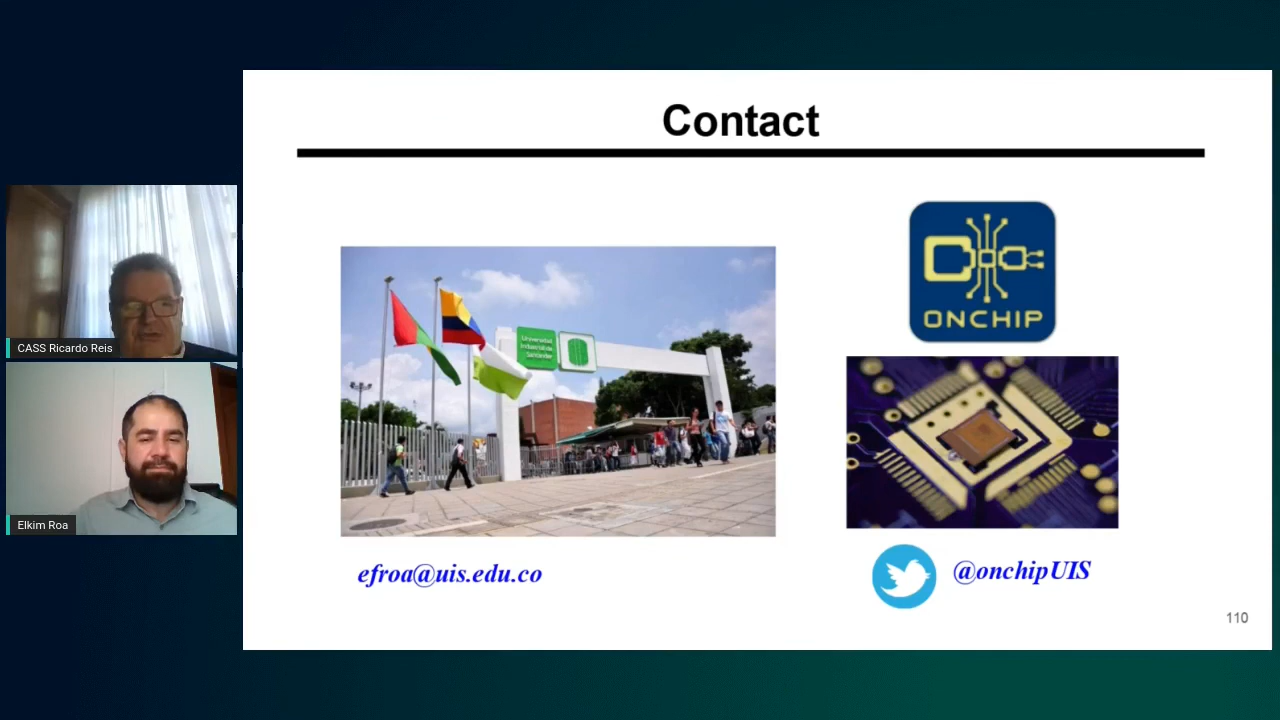 Contact
ONCHIP
Universidad
Industrial de
Santander
CASS Ricardo Reis
Elkim Roa
efroa@uis.edu.co
@onchipUIS
110